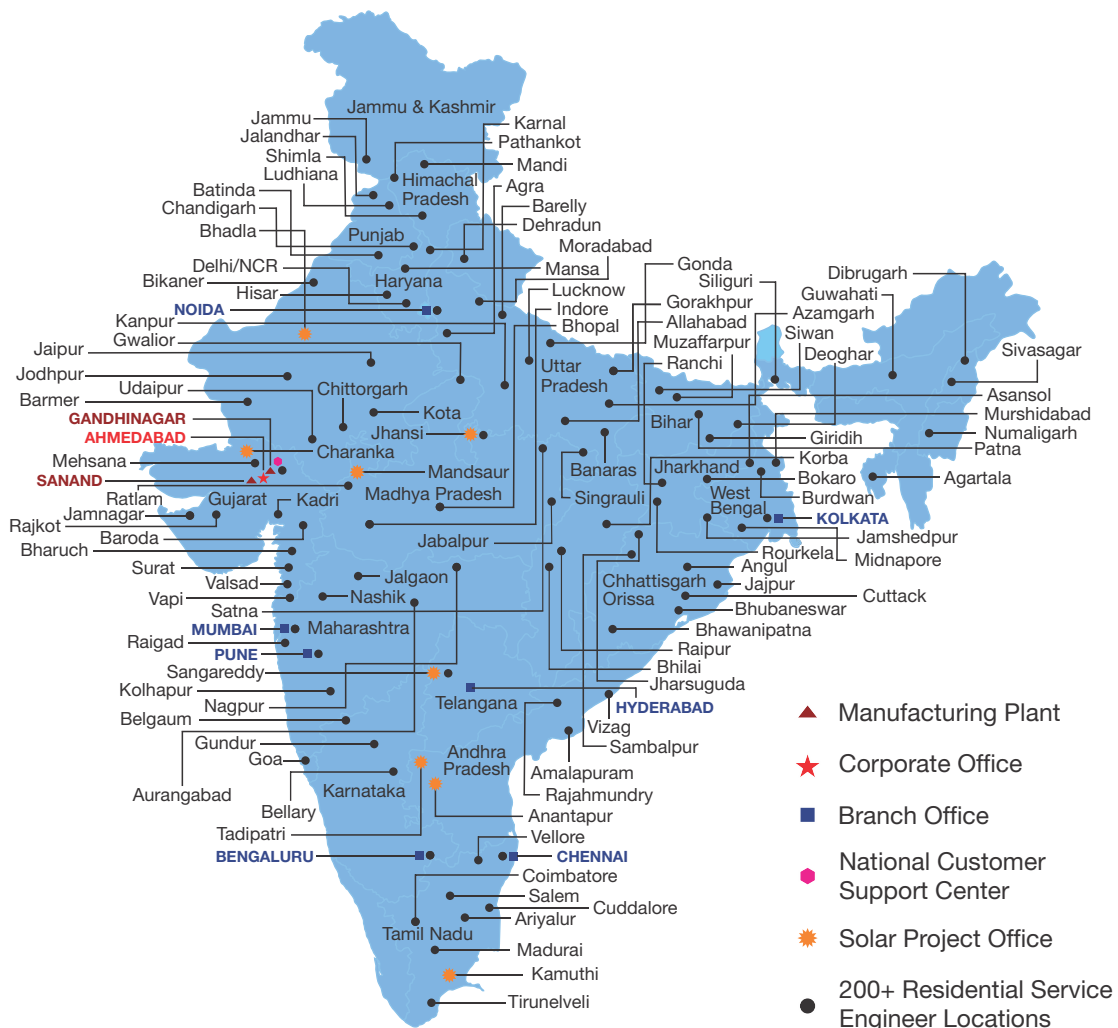 Jammu & Kashmir
Jammu
Karnal
Jalandhar
Pathankot
Shimla
Mandi
Ludhiana
Himachal
Pradesh
Agra
Batinda
Barelly
Chandigarh
Dehradun
Bhadla
Punjab
Moradabad
Delhi/NCR
Mansa
Gonda
Bikaner
Haryana
Siliguri
Dibrugarh
Hisar
Lucknow
Guwahati
NOIDA
Indore
Gorakhpur
Azamgarh
Kanpur
Bhopal
Allahabad
Siwan
Gwalior
Muzaffarpur
Deoghar
Jaipur
Ranchi
Sivasagar
Uttar
Pradesh
Jodhpur
Udaipur
Chittorgarh
Asansol
Barmer
Kota
Murshidabad
GANDHINAGAR
Bihar
Jhansi
Giridih
Numaligarh
AHMEDABAD
Charanka
Patna
Mehsana
Banaras
Korba
Mandsaur
Jharkhand
Bokaro
Agartala
SANAND
Madhya Pradesh
Singrauli
West
Bengal
Burdwan
Ratlam
Gujarat
Kadri
Jamnagar
KOLKATA
Rajkot
Baroda
Jabalpur
Jamshedpur
Bharuch
Rourkela
Midnapore
Surat
Jalgaon
Angul
Valsad
Chhattisgarh
Jajpur
Vapi
Nashik
Orissa
Cuttack
Satna
Bhubaneswar
MUMBAI
Maharashtra
Bhawanipatna
Raigad
Raipur
PUNE
Bhilai
Sangareddy
Jharsuguda
Kolhapur
Nagpur
Telangana
HYDERABAD
Belgaum
Vizag
Gundur
Sambalpur
Goa
Andhra
Pradesh
Aurangabad
Amalapuram
Karnataka
Rajahmundry
Bellary
Anantapur
Tadipatri
Vellore
BENGALURU
CHENNAI
Coimbatore
Salem
Cuddalore
Ariyalur
Tamil Nadu
Madurai
Kamuthi
Tirunelveli
Manufacturing Plant
Corporate Office
Branch Office
National Customer
Support Center
Solar Project Office
200+ Residential Service
Engineer Locations